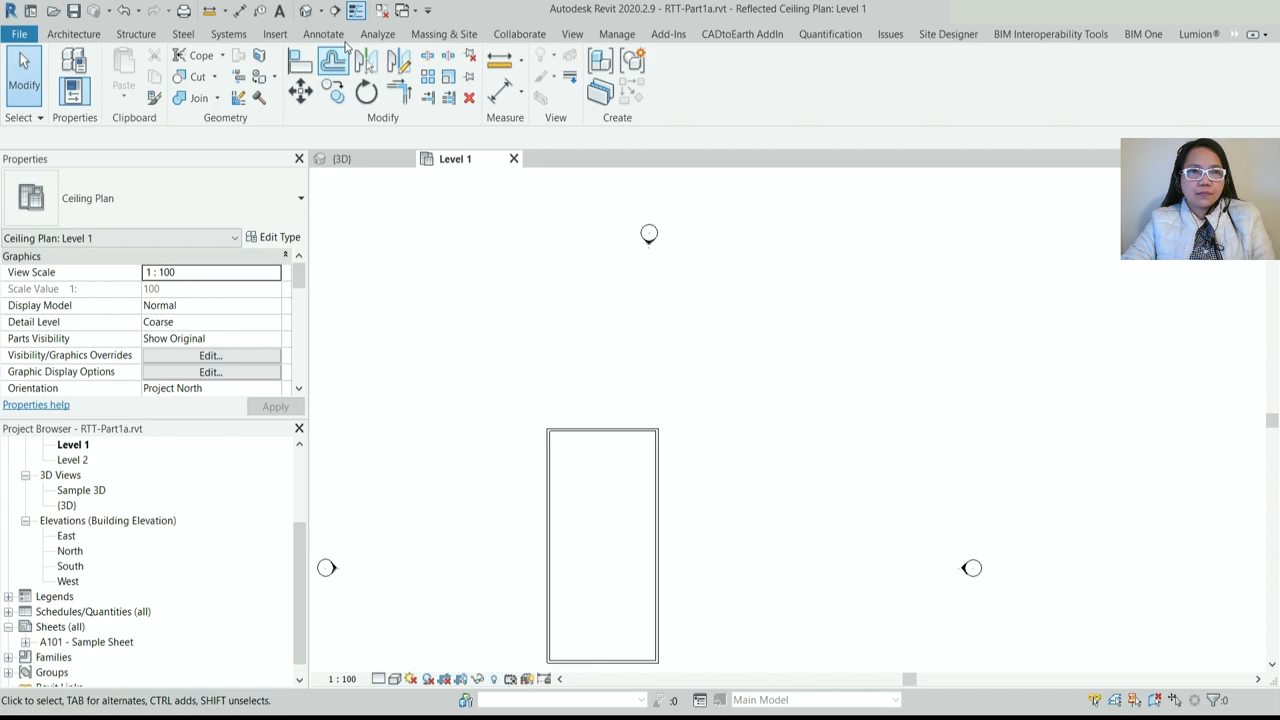 Autodesk Revit 2020.2.9 - RTT-Part1a.rvt - Reflected Ceiling Plan: Level 1
File Architecture Structure Steel Systems Insert Annotate Analyze Massing & Site Collaborate View Manage Add-Ins CADtoEarth AddIn Quantification Issues Site Designer BIM Interoperability Tools BIM One Lumion®
Modify Paste Cope Cut Join
Select Properties Clipboard Geometry Modify Measure View Create
Properties
{3D} Level 1
Ceiling Plan
Ceiling Plan: Level 1 Edit Type
Graphics
View Scale 1 : 100
Scale Value 1: 100
Display Model Normal
Detail Level Coarse
Parts Visibility Show Original
Visibility/Graphics Overrides Edit...
Graphic Display Options Edit...
Orientation Project North
Properties help Apply
Project Browser - RTT-Part1a.rvt
Level 1
Level 2
3D Views
Sample 3D
{3D}
Elevations (Building Elevation)
East
North
South
West
Legends
Schedules/Quantities (all)
Sheets (all)
A101 - Sample Sheet
Families
Groups
1 : 100
Click to select, TAB for alternates, CTRL adds, SHIFT unselects. :0 Main Model :0